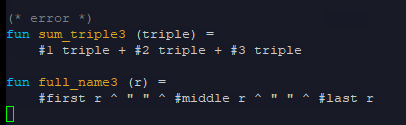 (* error *)
fun sum_triple3 (triple) =
    #1 triple + #2 triple + #3 triple
fun full_name3 (r) =
    #first r ^ " " ^ #middle r ^ " " ^ #last r